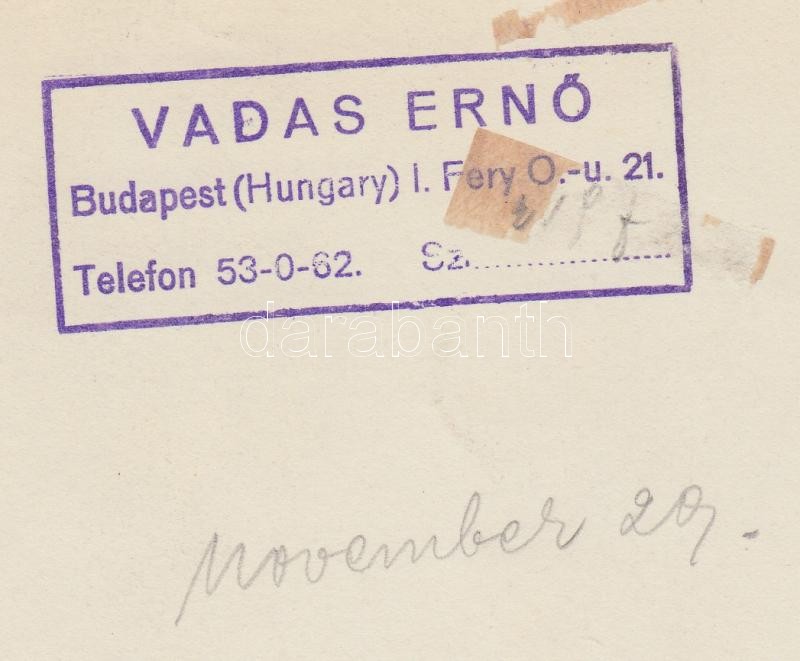 VADAS ERNŐ
Budapest (Hungary) I. Fery O.-u. 21.
Telefon 53-0-62. Sz....................
darabanth
november 29.